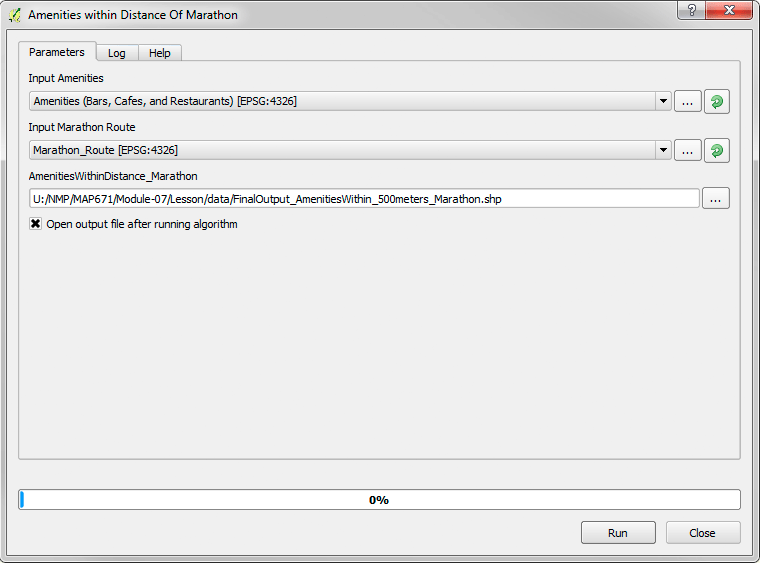 Amenities within Distance Of Marathon
?
Parameters Log Help
Input Amenities
Amenities (Bars, Cafes, and Restaurants) [EPSG:4326]
...
Input Marathon Route
Marathon_Route [EPSG:4326]
...
AmenitiesWithinDistance_Marathon
U:/NMP/MAP671/Module-07/Lesson/data/FinalOutput_AmenitiesWithin_500meters_Marathon.shp
...
Open output file after running algorithm
0%
Run Close